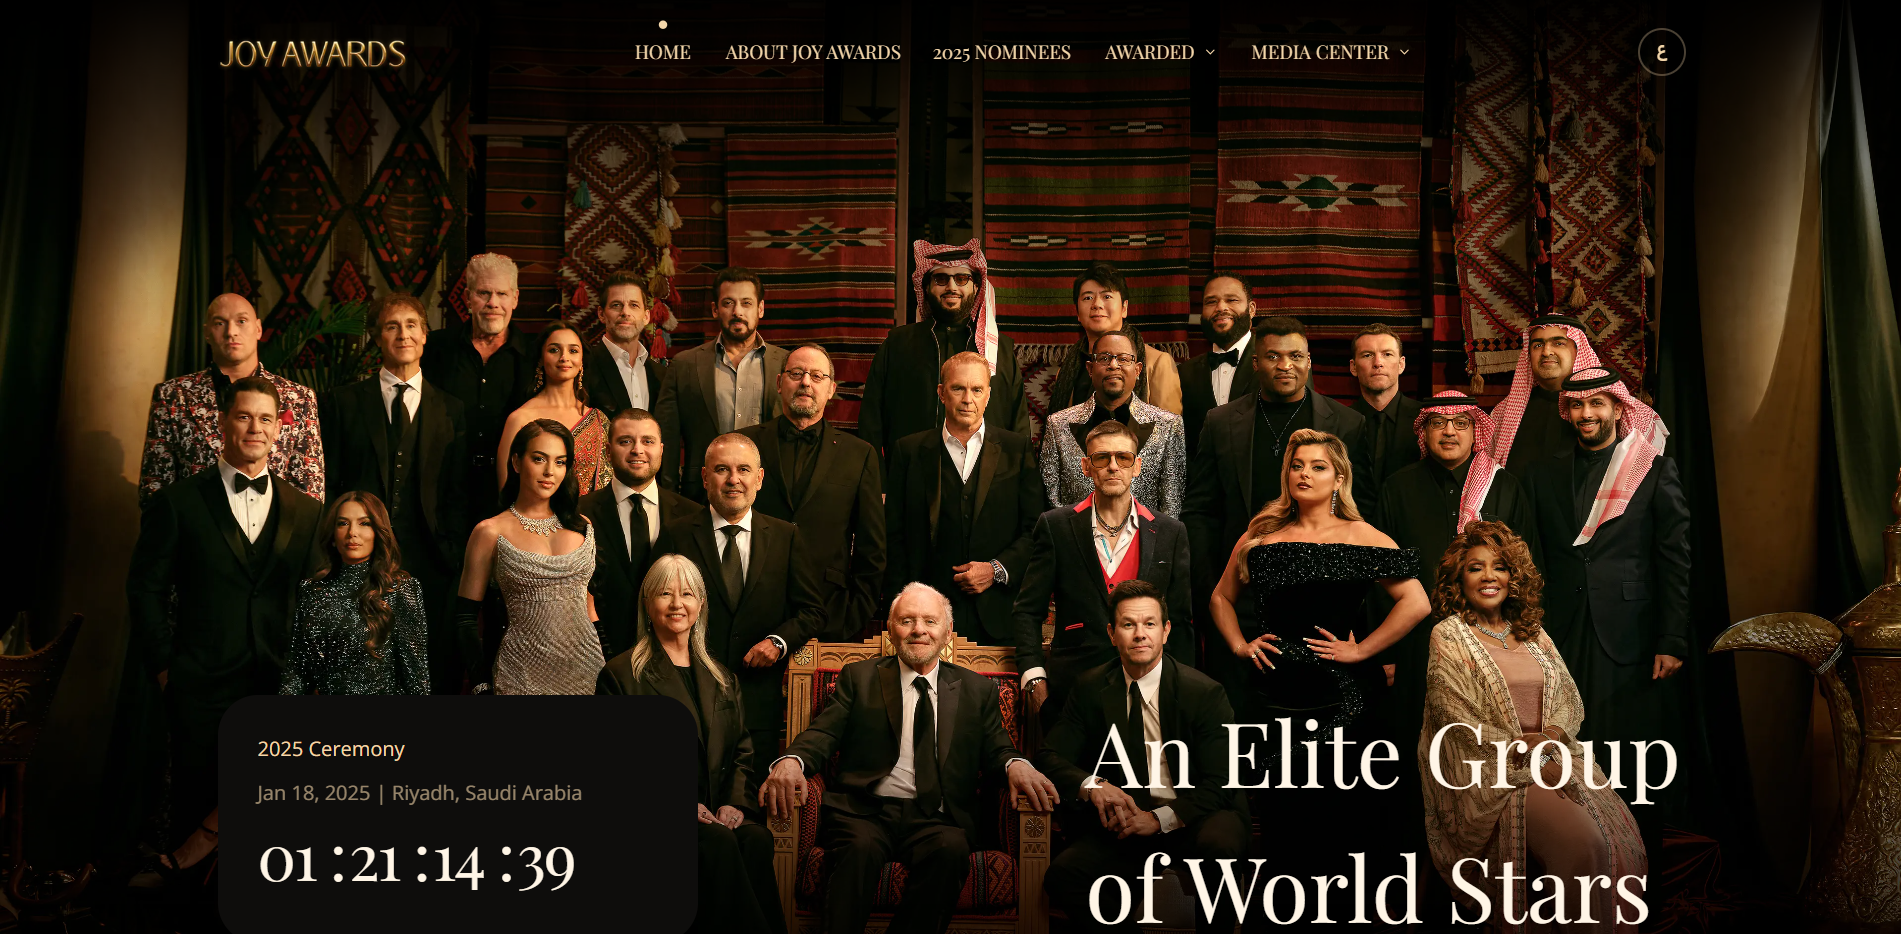 JOY AWARDS
HOME
ABOUT JOY AWARDS
2025 NOMINEES
AWARDED
MEDIA CENTER
ع
2025 Ceremony
Jan 18, 2025 | Riyadh, Saudi Arabia
01 : 21 : 14 : 39
An Elite Group
of World Stars